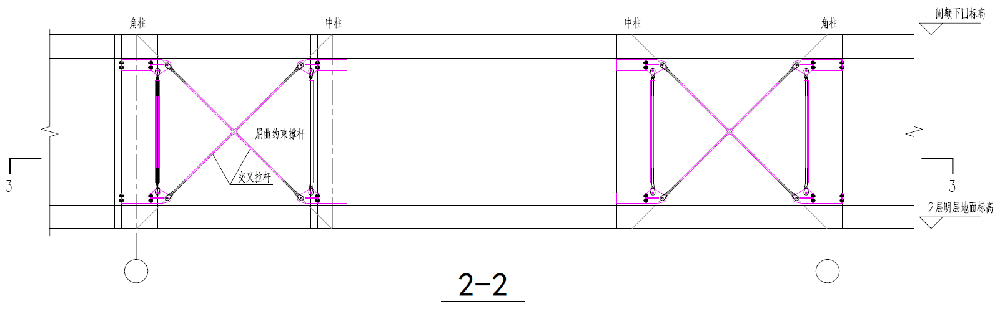 角柱
中柱
中柱
角柱
阑额下口标高
屈曲约束撑杆
交叉拉杆
3
3
2层明层地面标高
2-2